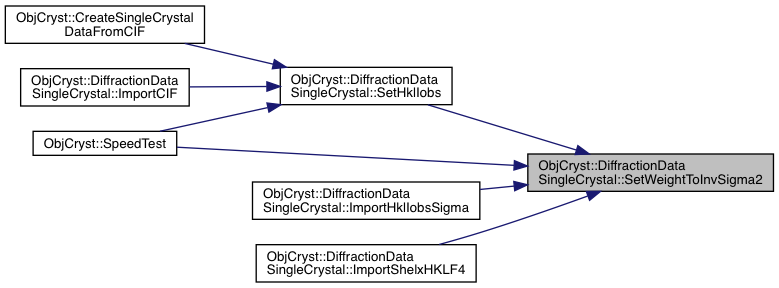 ObjCryst::CreateSingleCrystal
DataFromCIF
ObjCryst::DiffractionData
SingleCrystal::ImportCIF
ObjCryst::SpeedTest
ObjCryst::DiffractionData
SingleCrystal::SetHklIobs
ObjCryst::DiffractionData
SingleCrystal::ImportHklIobsSigma
ObjCryst::DiffractionData
SingleCrystal::ImportShelxHKLF4
ObjCryst::DiffractionData
SingleCrystal::SetWeightToInvSigma2